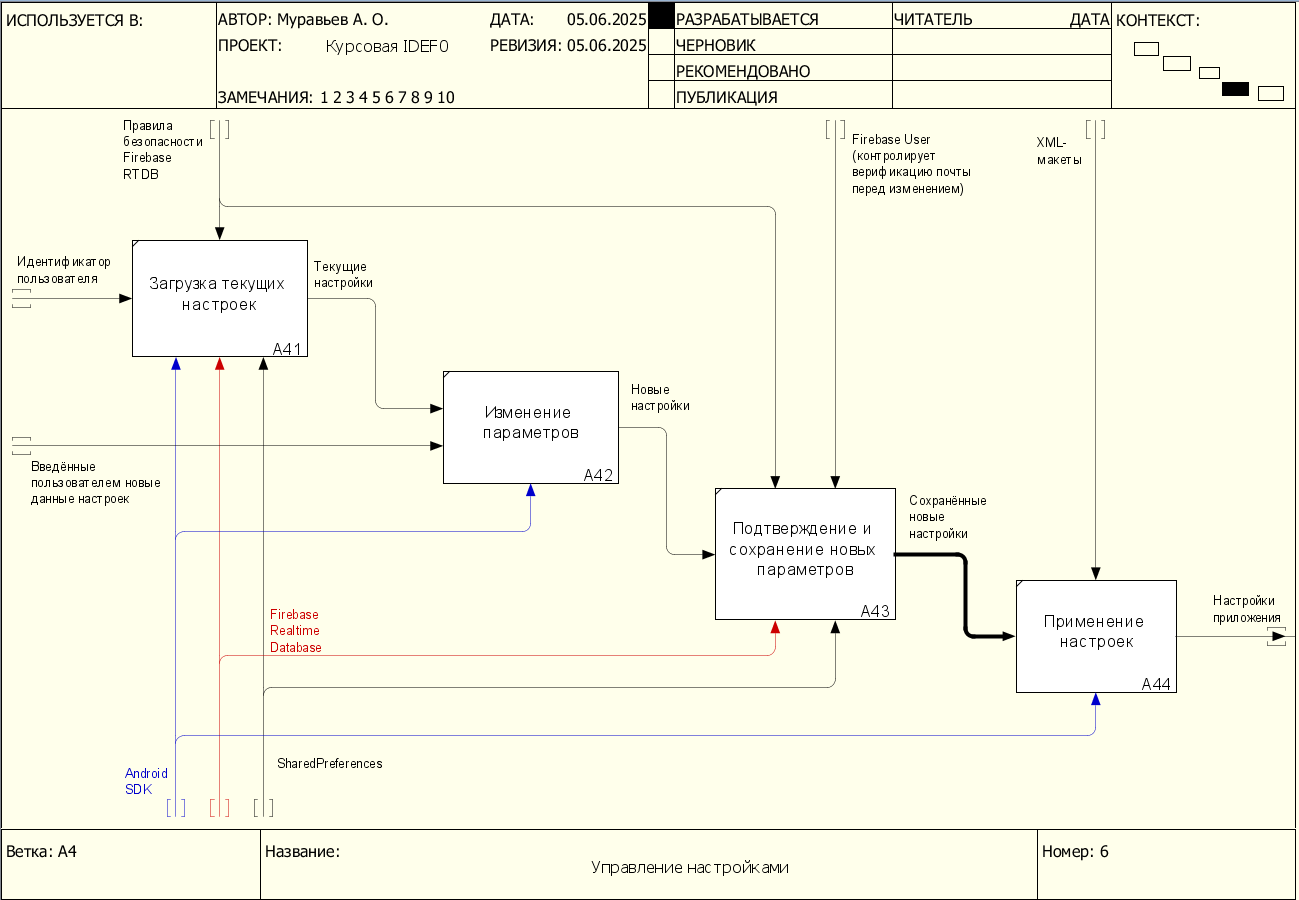 ИСПОЛЬЗУЕТСЯ В:
АВТОР: Муравьев А. О.
ДАТА: 05.06.2025
ПРОЕКТ: Курсовая IDEF0
РЕВИЗИЯ: 05.06.2025
ЗАМЕЧАНИЯ: 1 2 3 4 5 6 7 8 9 10
РАЗРАБАТЫВАЕТСЯ
ЧЕРНОВИК
РЕКОМЕНДОВАНО
ПУБЛИКАЦИЯ
ЧИТАТЕЛЬ
ДАТА
КОНТЕКСТ:
Правила
безопасности
Firebase
RTDB
Firebase User
(контролирует
верификацию почты
перед изменением)
XML-
макеты
Идентификатор
пользователя
Загрузка текущих
настроек
A41
Текущие
настройки
Изменение
параметров
A42
Новые
настройки
Введённые
пользователем новые
данные настроек
Подтверждение и
сохранение новых
параметров
A43
Сохранённые
новые
настройки
Применение
настроек
A44
Настройки
приложения
Firebase
Realtime
Database
SharedPreferences
Android
SDK
Ветка: A4
Название:
Управление настройками
Номер: 6